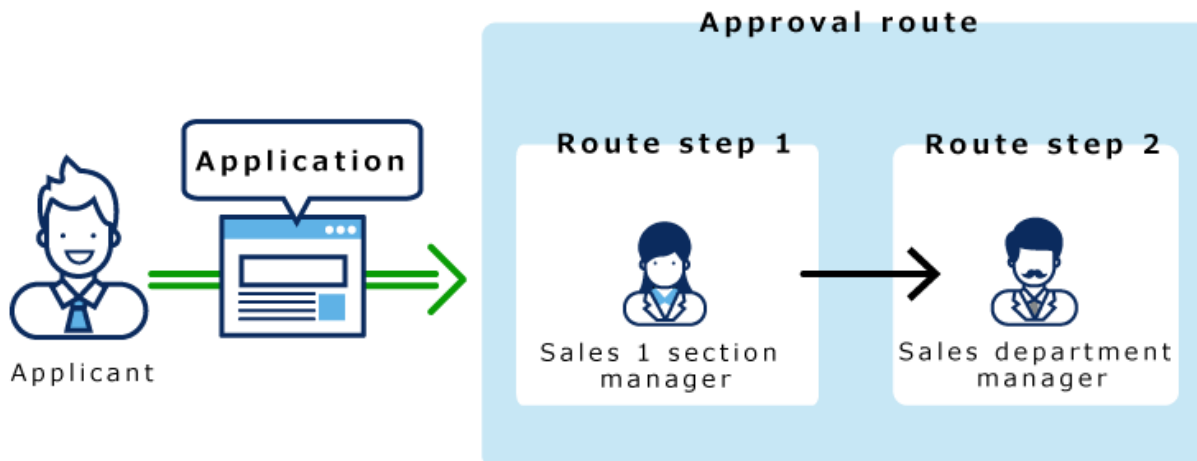 Approval route
Application
Route step 1
Route step 2
Applicant
Sales 1 section
manager
Sales department
manager